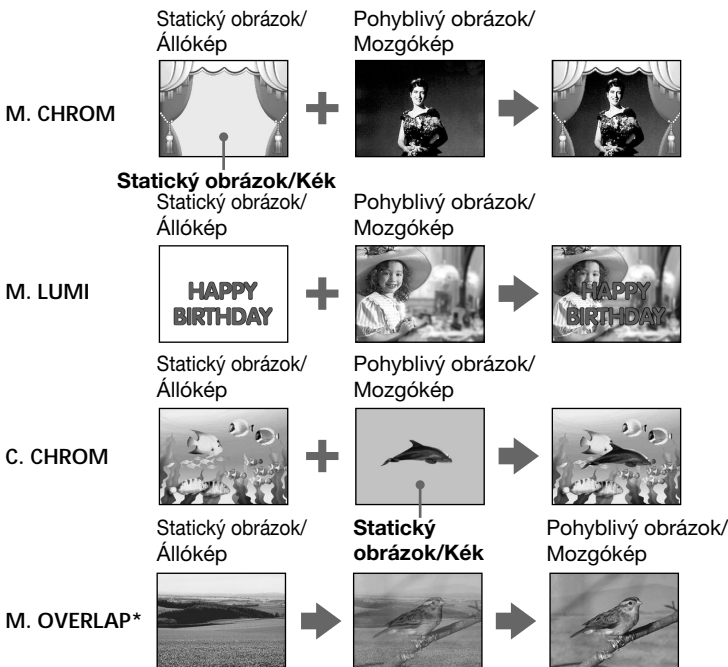 Statický obrázok/ Pohyblivý obrázok/
Állókép Mozgókép
M. CHROM
Statický obrázok/Kék
Statický obrázok/ Pohyblivý obrázok/
Állókép Mozgókép
M. LUMI
HAPPY HAPPY
BIRTHDAY BIRTHDAY
Statický obrázok/ Pohyblivý obrázok/
Állókép Mozgókép
C. CHROM
Statický obrázok/ Statický Pohyblivý obrázok/
Állókép obrázok/Kék Mozgókép
M. OVERLAP*